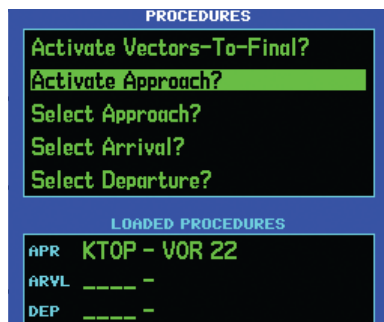 PROCEDURES
Activate Vectors-To-Final?
Activate Approach?
Select Approach?
Select Arrival?
Select Departure?
LOADED PROCEDURES
APR KTOP - VOR 22
ARVL ____ -
DEP ____ -